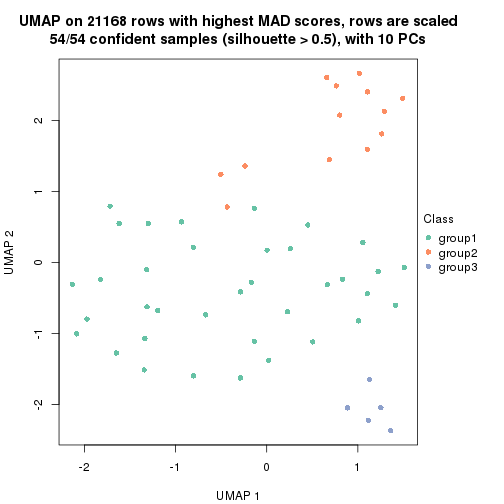 UMAP on 21168 rows with highest MAD scores, rows are scaled
54/54 confident samples (silhouette > 0.5), with 10 PCs
2
1
0
-1
-2
UMAP 2
-2
-1
0
1
UMAP 1
Class
group1
group2
group3